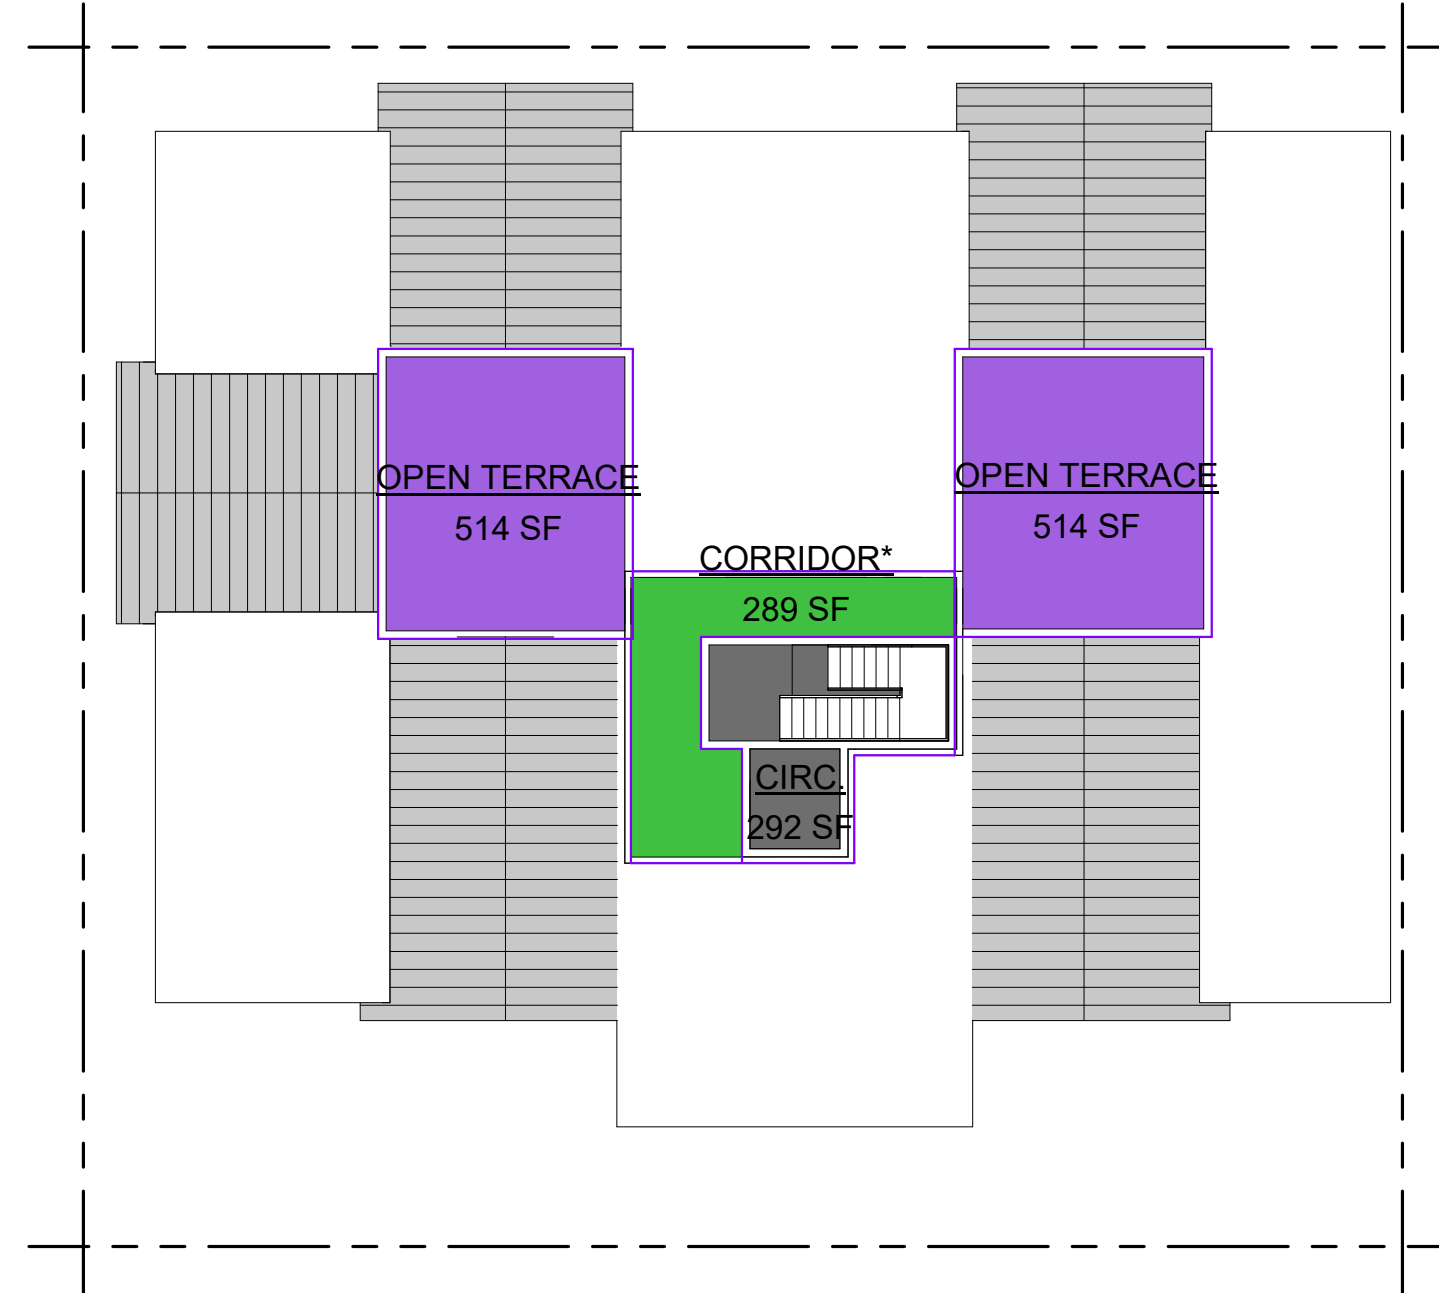 OPEN TERRACE
514 SF
OPEN TERRACE
514 SF
CORRIDOR*
289 SF
CIRC.
292 SF